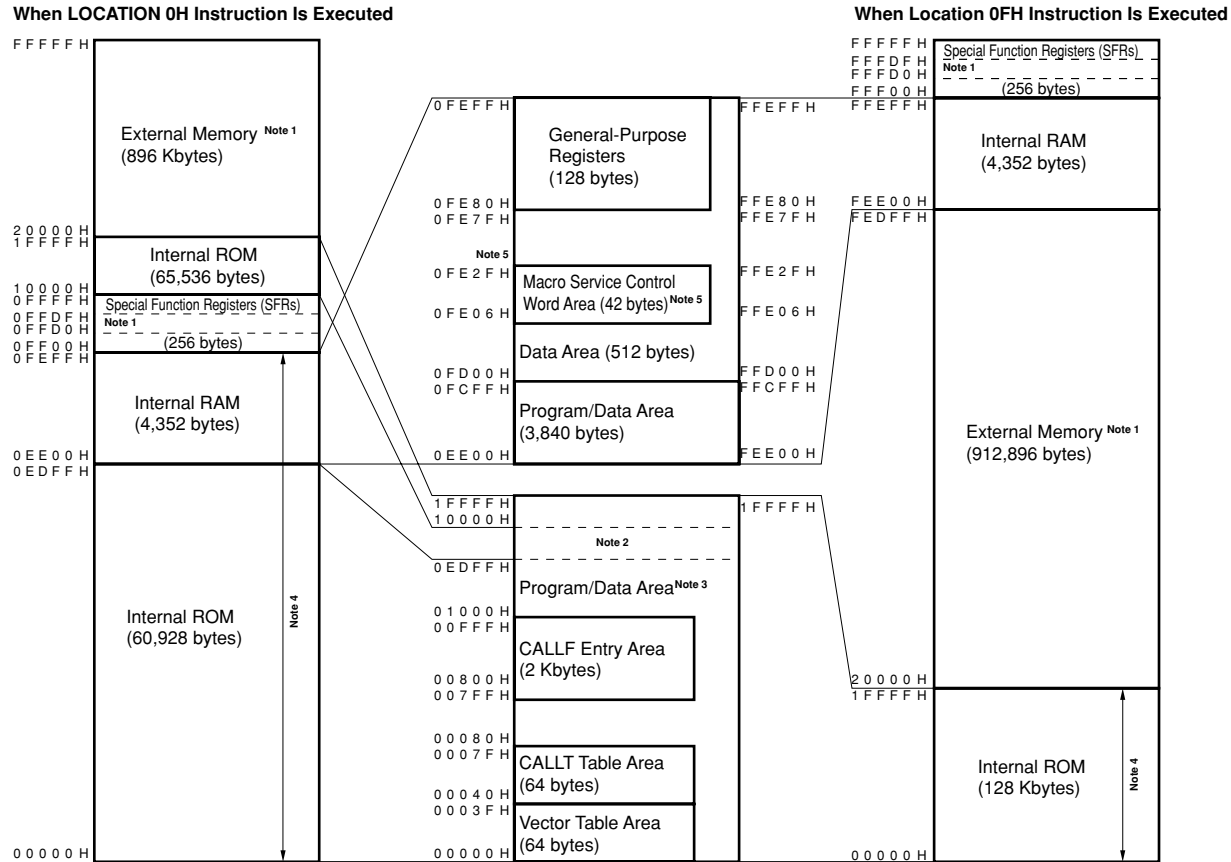 When LOCATION 0H Instruction Is Executed
When Location 0FH Instruction Is Executed
FFFFFH
External Memory Note 1
(896 Kbytes)
20000H
1FFFFH
Internal ROM
(65,536 bytes)
10000H
0FFFFH
0FFDFH
0FFD0H
0FF00H
0FEFFH
Special Function Registers (SFRs)
Note 1
(256 bytes)
Internal RAM
(4,352 bytes)
0EE00H
0EDFFH
Internal ROM
(60,928 bytes)
Note 4
00000H
0FEFFH
General-Purpose
Registers
(128 bytes)
FFEFFH
0FE80H
0FE7FH
FFE80H
FFE7FH
Note 5
0FE2FH
Macro Service Control
Word Area (42 bytes) Note 5
FFE2FH
0FE06H
FFE06H
Data Area (512 bytes)
0FD00H
0FCFFH
FFD00H
FFCFFH
Program/Data Area
(3,840 bytes)
0EE00H
FEE00H
1FFFFH
10000H
1FFFFH
Note 2
0EDFFH
Program/Data Area Note 3
01000H
00FFFH
CALLF Entry Area
(2 Kbytes)
00800H
007FFH
00080H
0007FH
CALLT Table Area
(64 bytes)
00040H
0003FH
Vector Table Area
(64 bytes)
00000H
FFFFFH
FFFDFH
FFFD0H
FFF00H
FFEFFH
Special Function Registers (SFRs)
Note 1
(256 bytes)
Internal RAM
(4,352 bytes)
FEE00H
FEDFFH
External Memory Note 1
(912,896 bytes)
20000H
1FFFFH
Internal ROM
(128 Kbytes)
Note 4
00000H